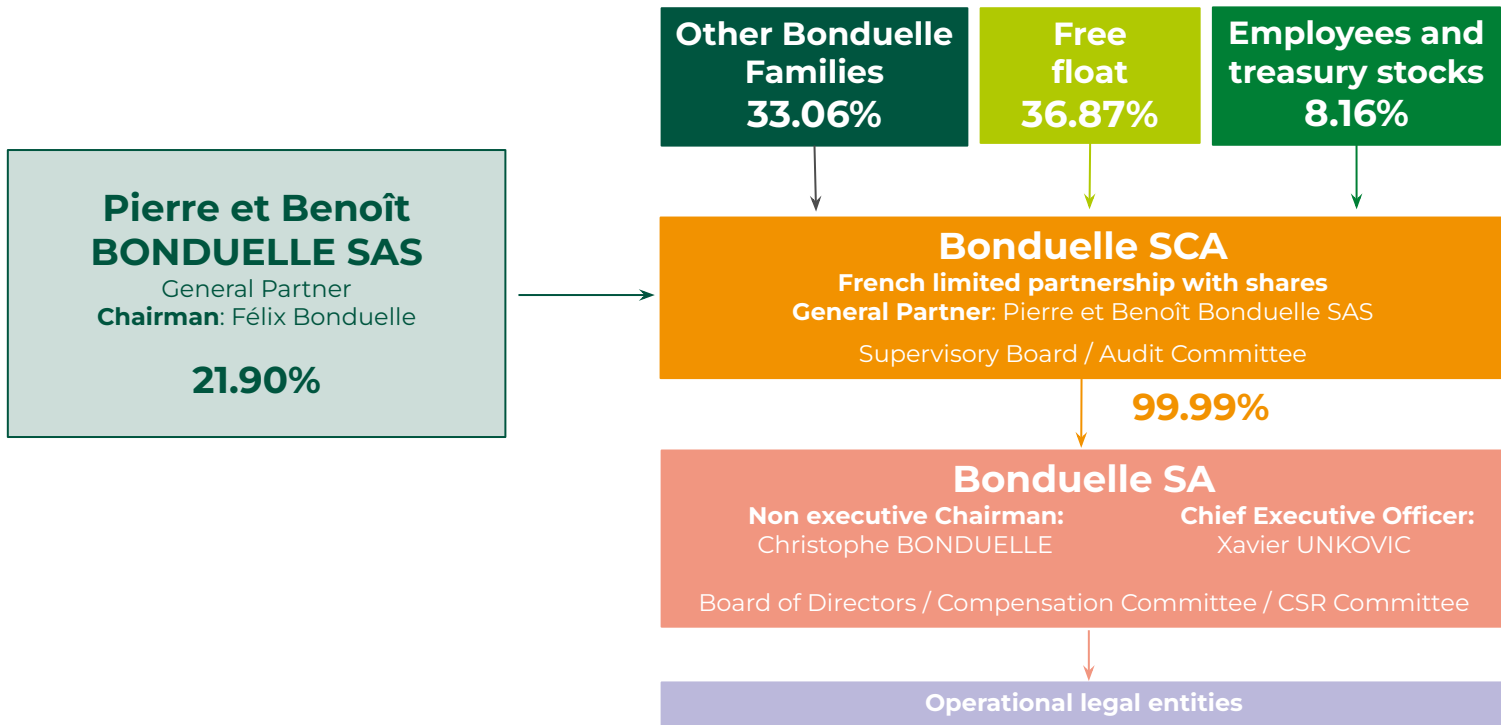 Other Bonduelle
Families
33.06%
Free
float
36.87%
Employees and
treasury stocks
8.16%
Pierre et Benoît
BONDUELLE SAS
General Partner
Chairman: Félix Bonduelle
21.90%
Bonduelle SCA
French limited partnership with shares
General Partner: Pierre et Benoît Bonduelle SAS
Supervisory Board / Audit Committee
99.99%
Bonduelle SA
Non executive Chairman:
Christophe BONDUELLE
Chief Executive Officer:
Xavier UNKOVIC
Board of Directors / Compensation Committee / CSR Committee
Operational legal entities